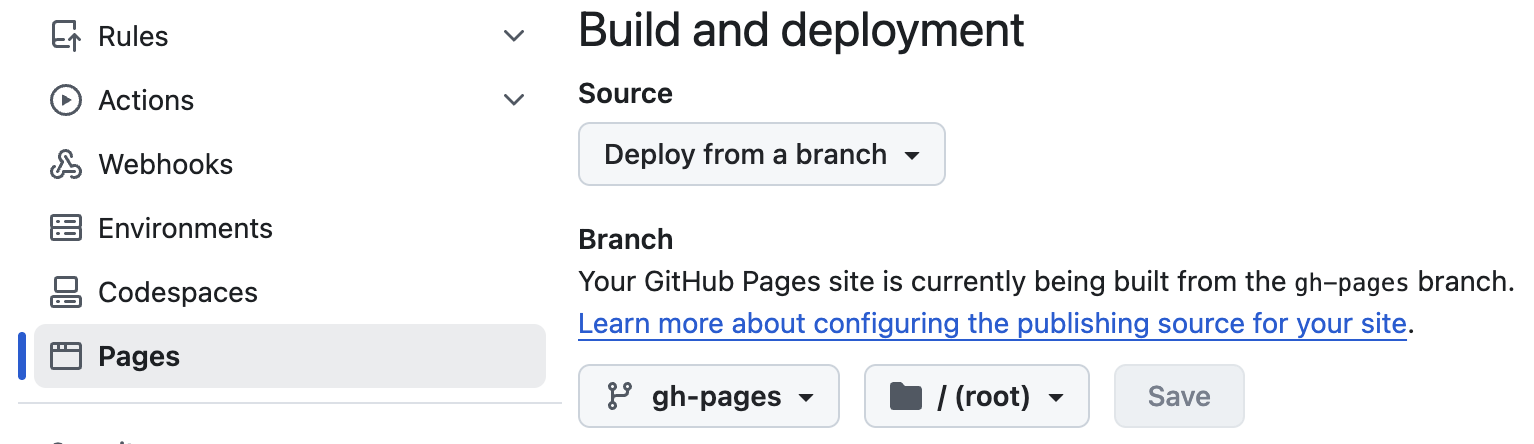 Rules
Actions
Webhooks
Environments
Codespaces
Pages
Build and deployment
Source
Deploy from a branch
Branch
Your GitHub Pages site is currently being built from the gh-pages branch.
Learn more about configuring the publishing source for your site.
gh-pages
/ (root)
Save